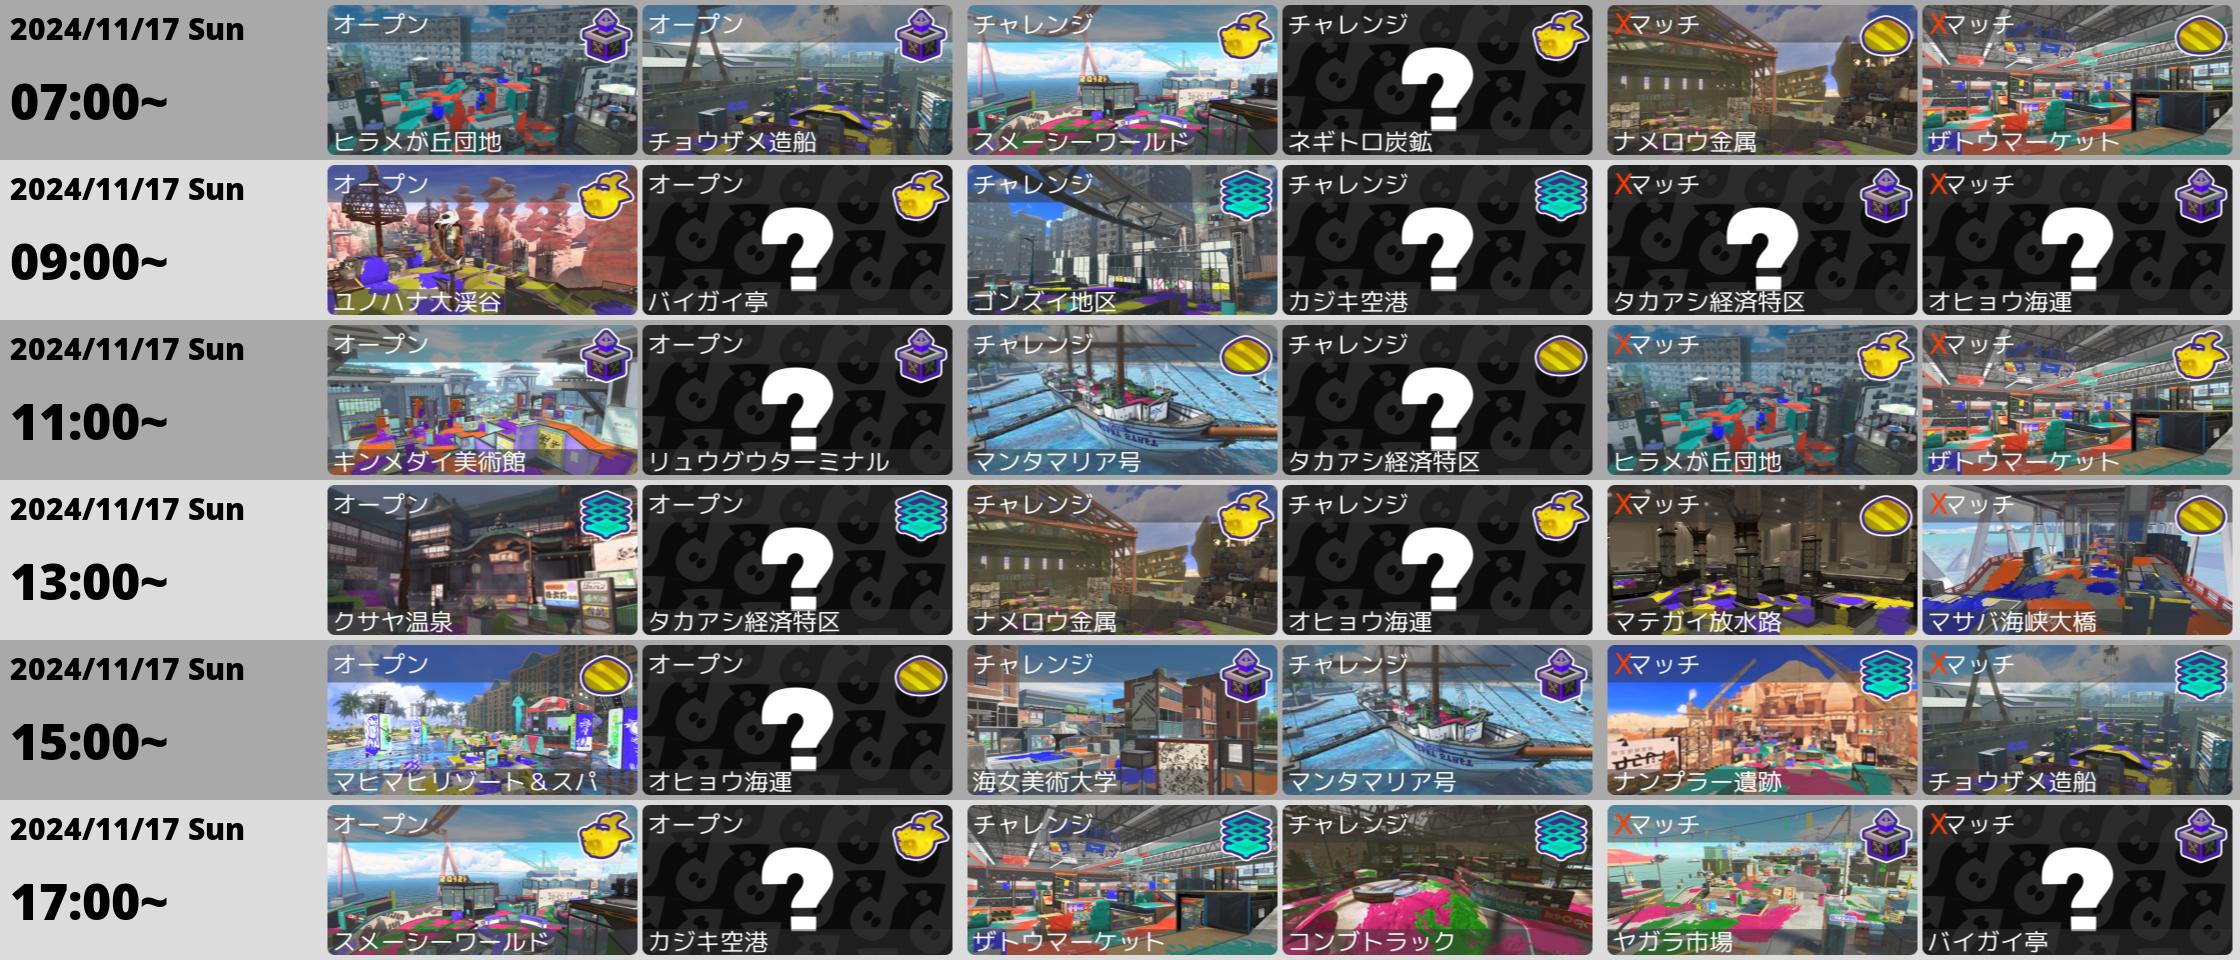 2024/11/17 Sun
07:00~
オープン
ヒラメが丘団地
オープン
チョウザメ造船
チャレンジ
スメーシーワールド
チャレンジ
ネギトロ炭鉱
Xマッチ
ナメロウ金属
Xマッチ
ザトウマーケット
2024/11/17 Sun
09:00~
オープン
ユノハナ大渓谷
オープン
?
バイガイ亭
チャレンジ
ゴンズイ地区
チャレンジ
?
カジキ空港
Xマッチ
?
タカアシ経済特区
Xマッチ
?
オヒョウ海運
2024/11/17 Sun
11:00~
オープン
キンメダイ美術館
オープン
?
リュウグウターミナル
チャレンジ
マンタマリア号
チャレンジ
?
タカアシ経済特区
Xマッチ
ヒラメが丘団地
Xマッチ
ザトウマーケット
2024/11/17 Sun
13:00~
オープン
クサヤ温泉
オープン
?
タカアシ経済特区
チャレンジ
ナメロウ金属
チャレンジ
?
オヒョウ海運
Xマッチ
マテガイ放水路
Xマッチ
マサバ海峡大橋
2024/11/17 Sun
15:00~
オープン
マヒマヒリゾート＆スパ
オープン
?
オヒョウ海運
チャレンジ
海女美術大学
チャレンジ
マンタマリア号
Xマッチ
ナンプラー遺跡
Xマッチ
チョウザメ造船
2024/11/17 Sun
17:00~
オープン
スメーシーワールド
オープン
?
カジキ空港
チャレンジ
ザトウマーケット
チャレンジ
コンブトラック
Xマッチ
ヤガラ市場
Xマッチ
?
バイガイ亭